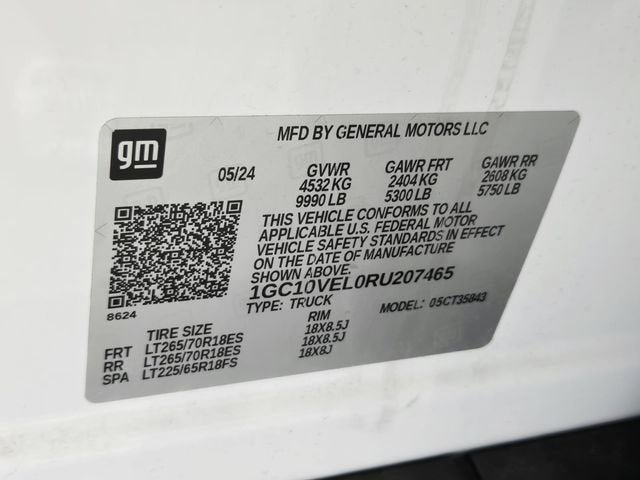 gm
MFD BY GENERAL MOTORS LLC
05/24 GVWR GAWR FRT GAWR RR
4532 KG 2404 KG 2608 KG
9990 LB 5300 LB 5750 LB
THIS VEHICLE CONFORMS TO ALL
APPLICABLE U.S. FEDERAL MOTOR
VEHICLE SAFETY STANDARDS IN EFFECT
ON THE DATE OF MANUFACTURE
SHOWN ABOVE.
1GC10VEL0RU207465
TYPE: TRUCK MODEL: 05CT35843
8624
TIRE SIZE RIM
FRT LT265/70R18ES 18X8.5J
RR LT265/70R18ES 18X8.5J
SPA LT225/65R18FS 18X8J